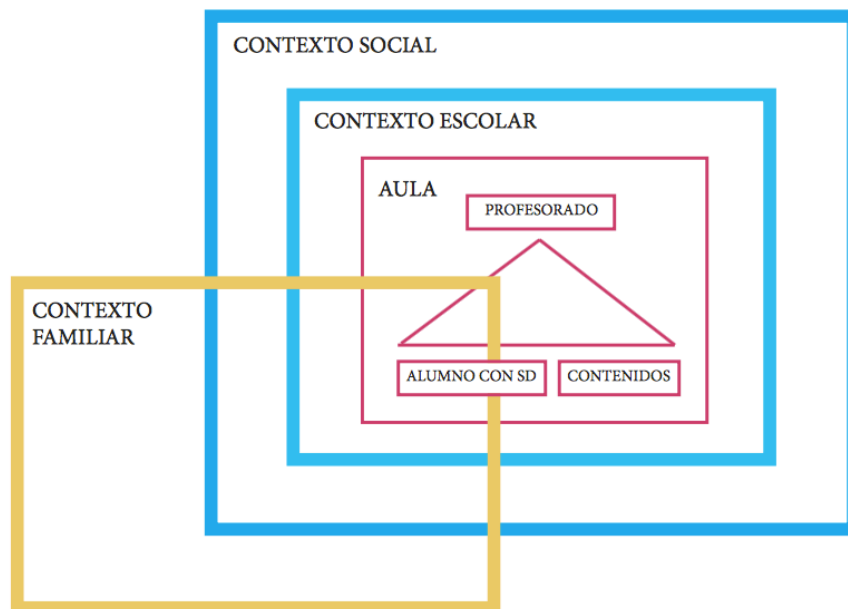 CONTEXTO SOCIAL
CONTEXTO ESCOLAR
AULA
PROFESORADO
CONTEXTO
FAMILIAR
ALUMNO CON SD
CONTENIDOS